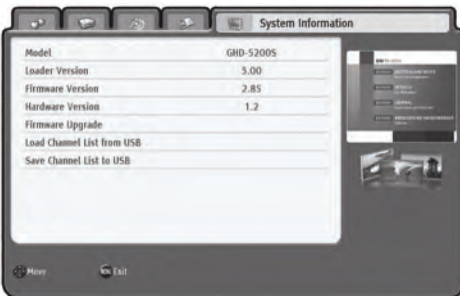 System Information
Model GHD-5200S
Loader Version 3.00
Firmware Version 2.85
Hardware Version 1.2
Firmware Upgrade
Load Channel List from USB
Save Channel List to USB
Move Exit